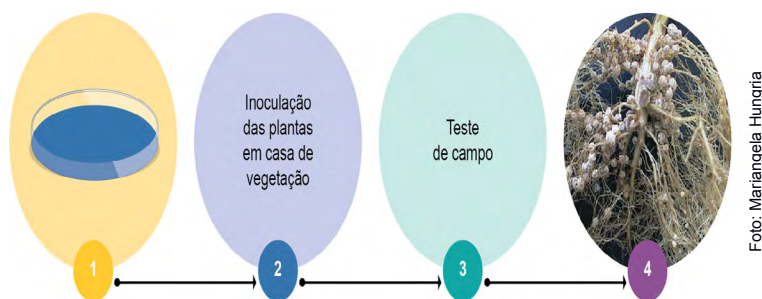 Inoculação
das plantas
em casa de
vegetação
Teste
de campo
1
2
3
4
Foto: Mariangela Hungria